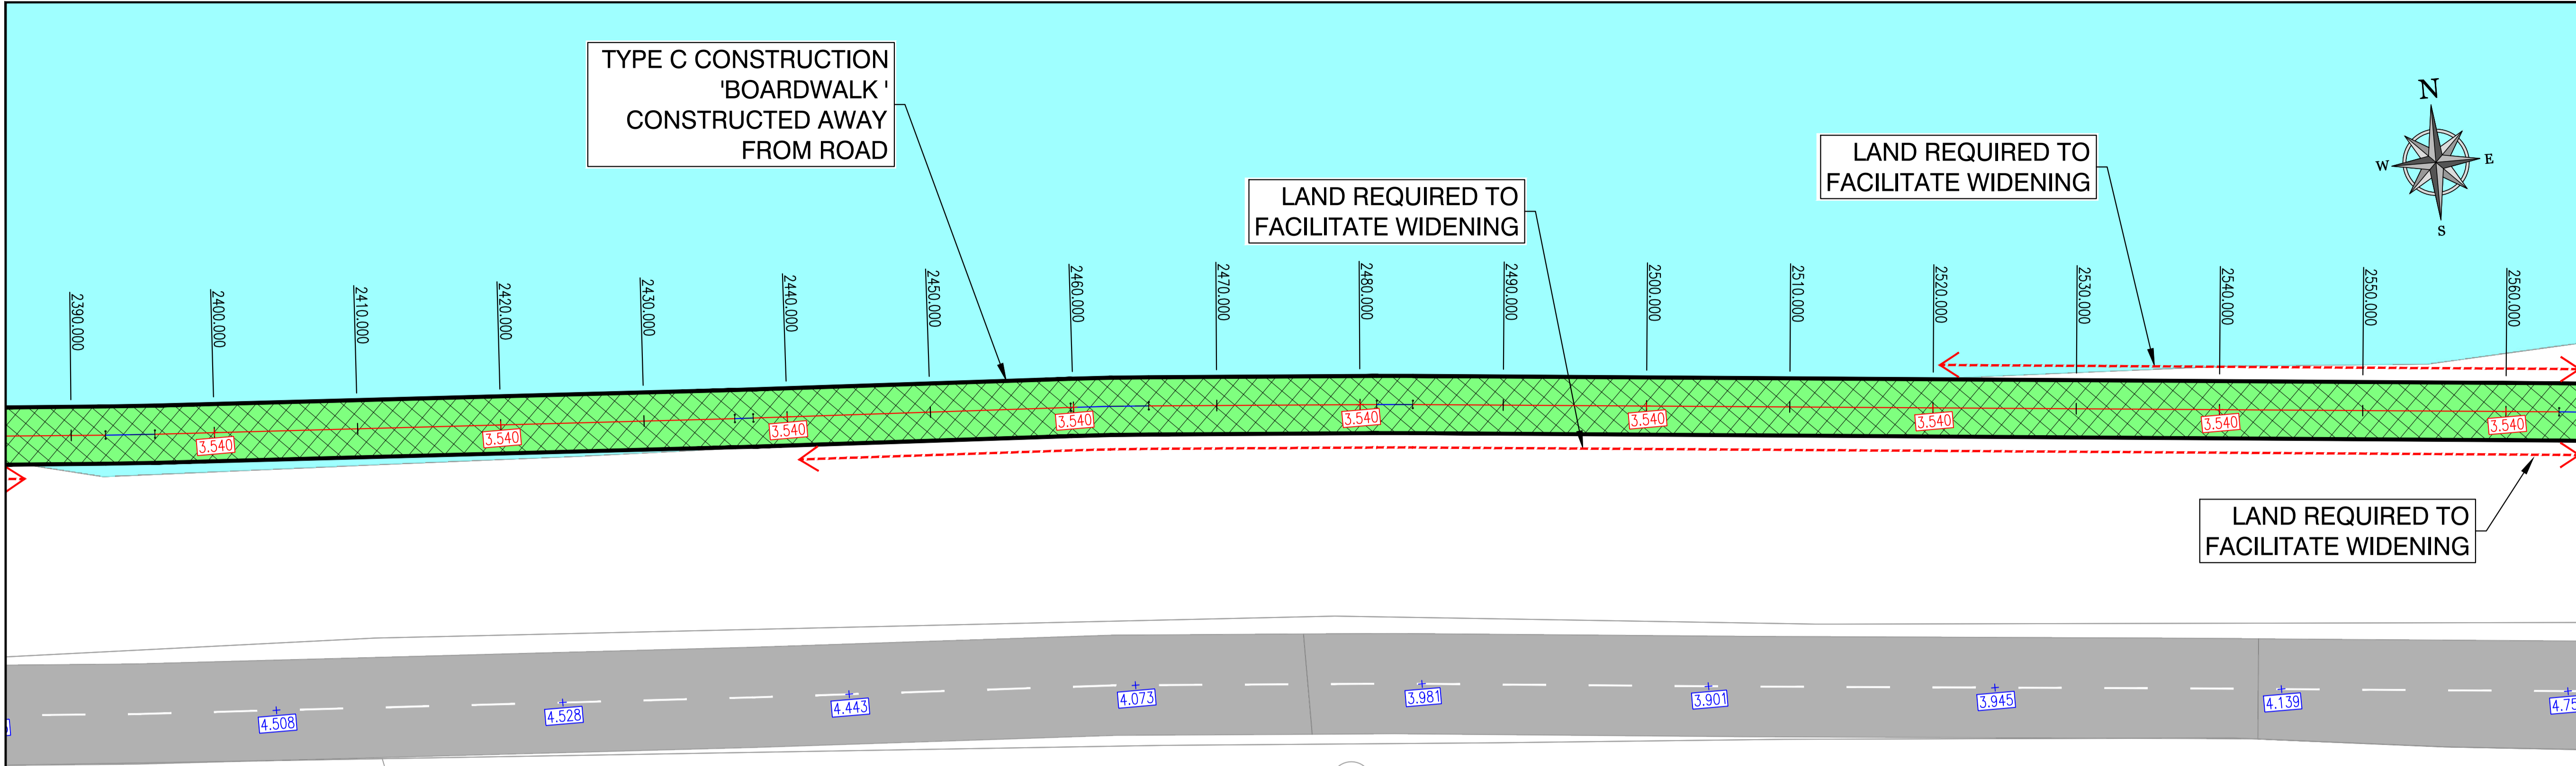 TYPE C CONSTRUCTION
'BOARDWALK '
CONSTRUCTED AWAY
FROM ROAD
LAND REQUIRED TO
FACILITATE WIDENING
LAND REQUIRED TO
FACILITATE WIDENING
N
W
E
S
2390.000
2400.000
2410.000
2420.000
2430.000
2440.000
2450.000
2460.000
2470.000
2480.000
2490.000
2500.000
2510.000
2520.000
2530.000
2540.000
2550.000
2560.000
3.540
3.540
3.540
3.540
3.540
3.540
3.540
3.540
3.540
LAND REQUIRED TO
FACILITATE WIDENING
4.508
4.528
4.443
4.073
3.981
3.901
3.945
4.139
4.75